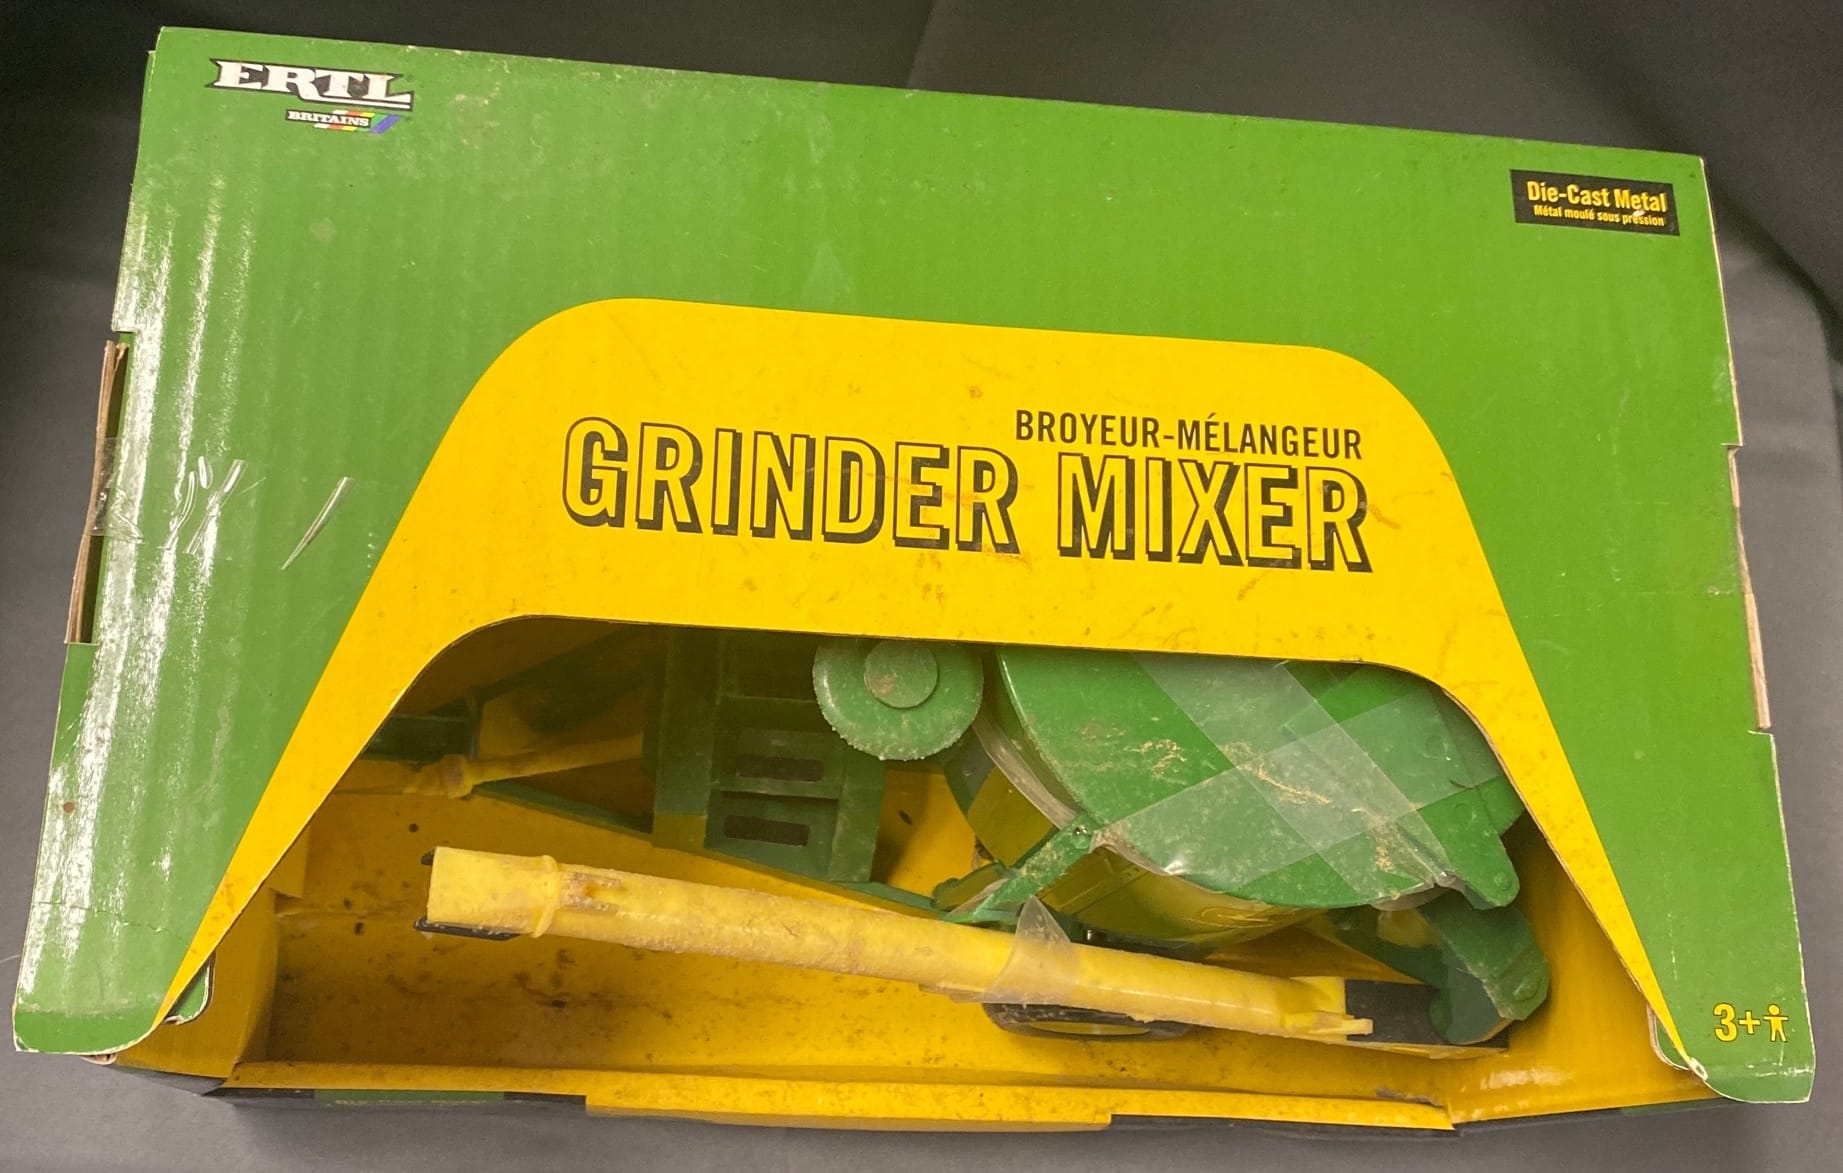 ERTL
BRITAINS
Die-Cast Metal
Métal moulé sous pression
BROYEUR-MÉLANGEUR
GRINDER MIXER
3+